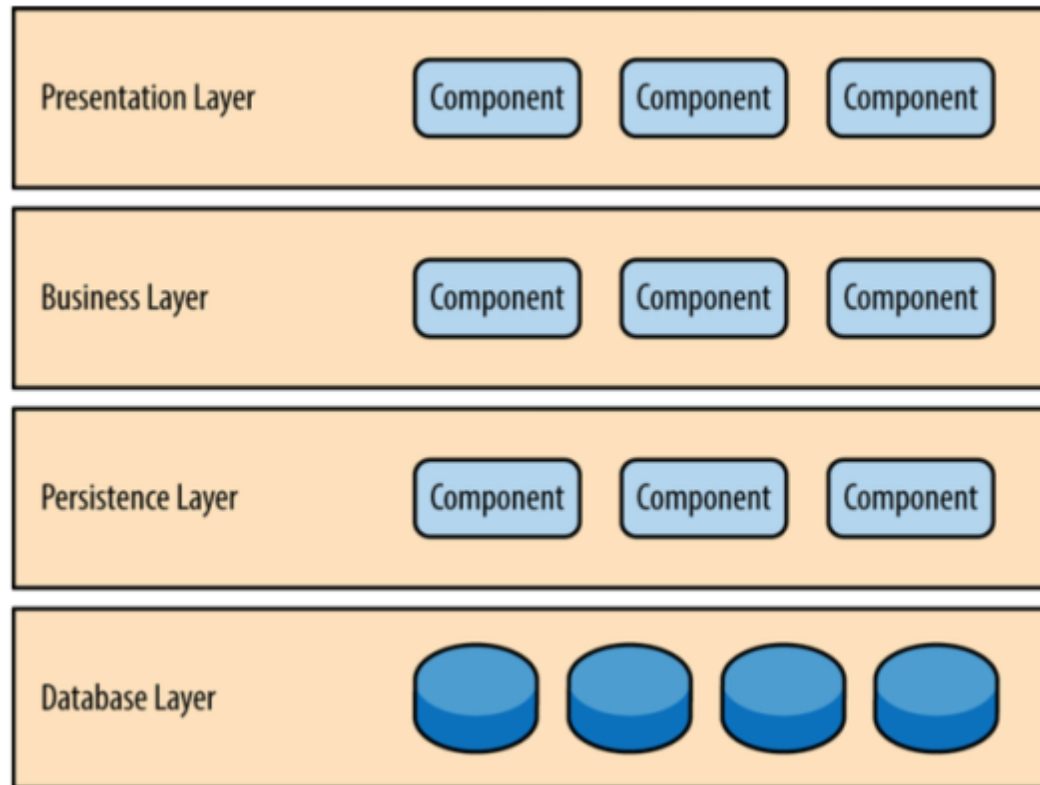 Presentation Layer Component Component Component
Business Layer Component Component Component
Persistence Layer Component Component Component
Database Layer